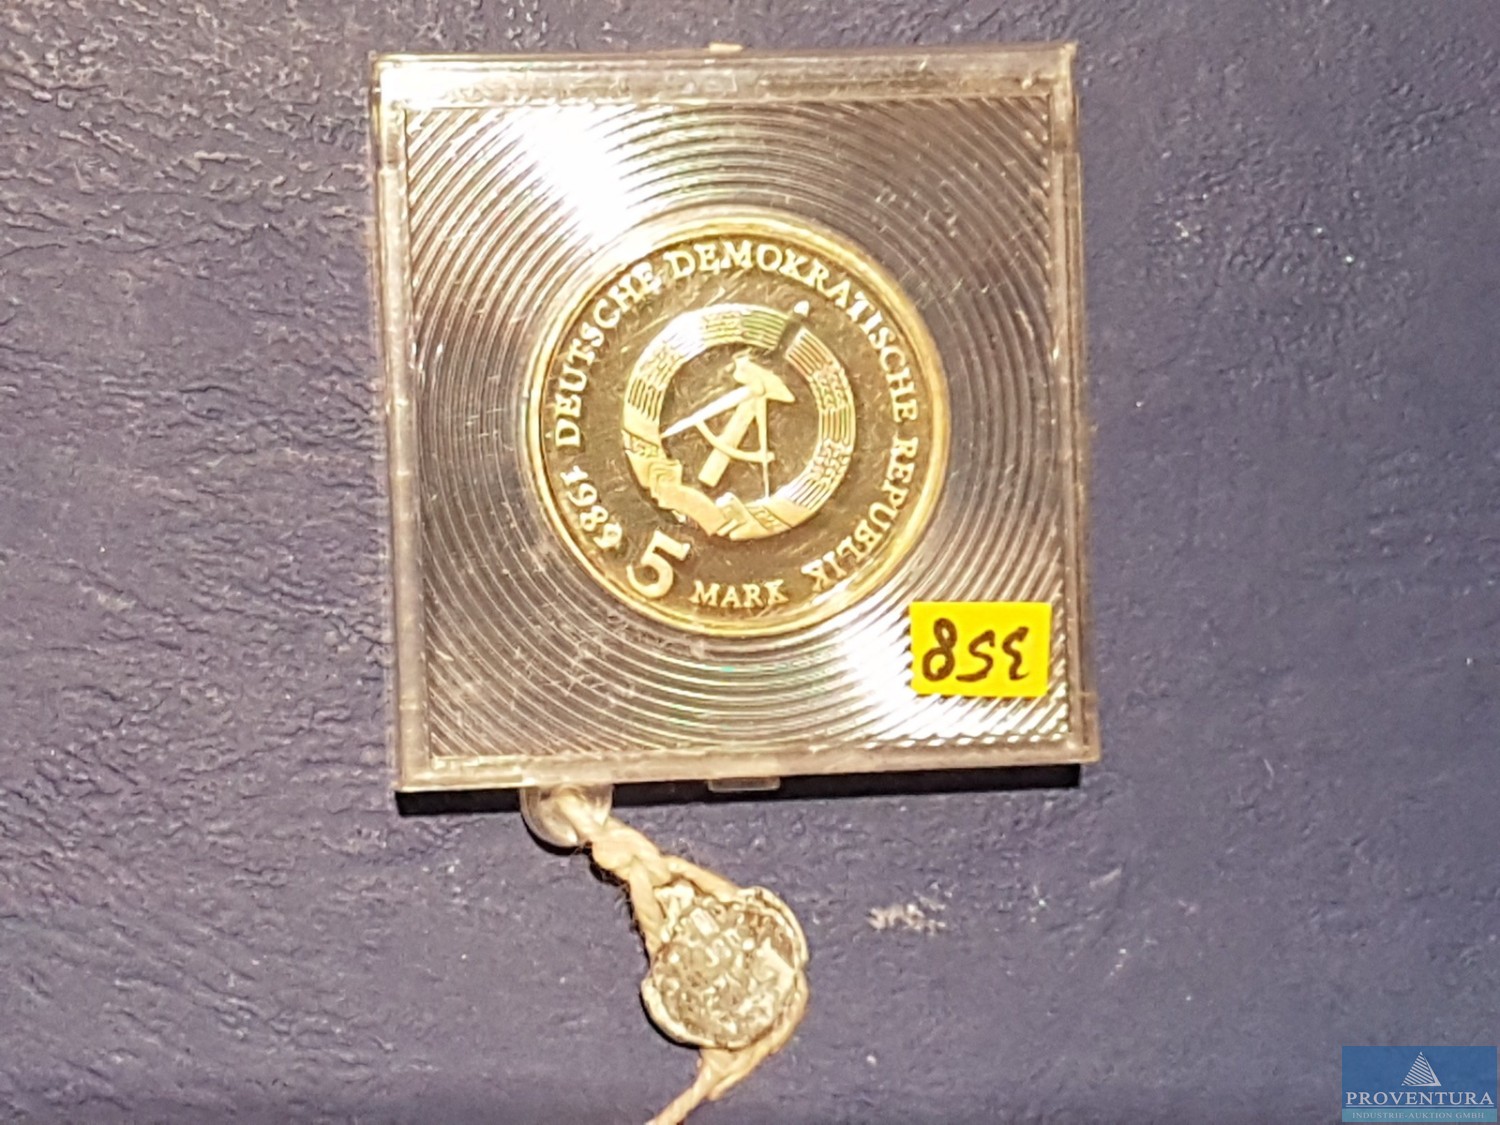 1989 DEUTSCHE DEMOKRATISCHE REPUBLIK
5 MARK
358
PROVENTURA
INDUSTRIE-AUKTION GMBH